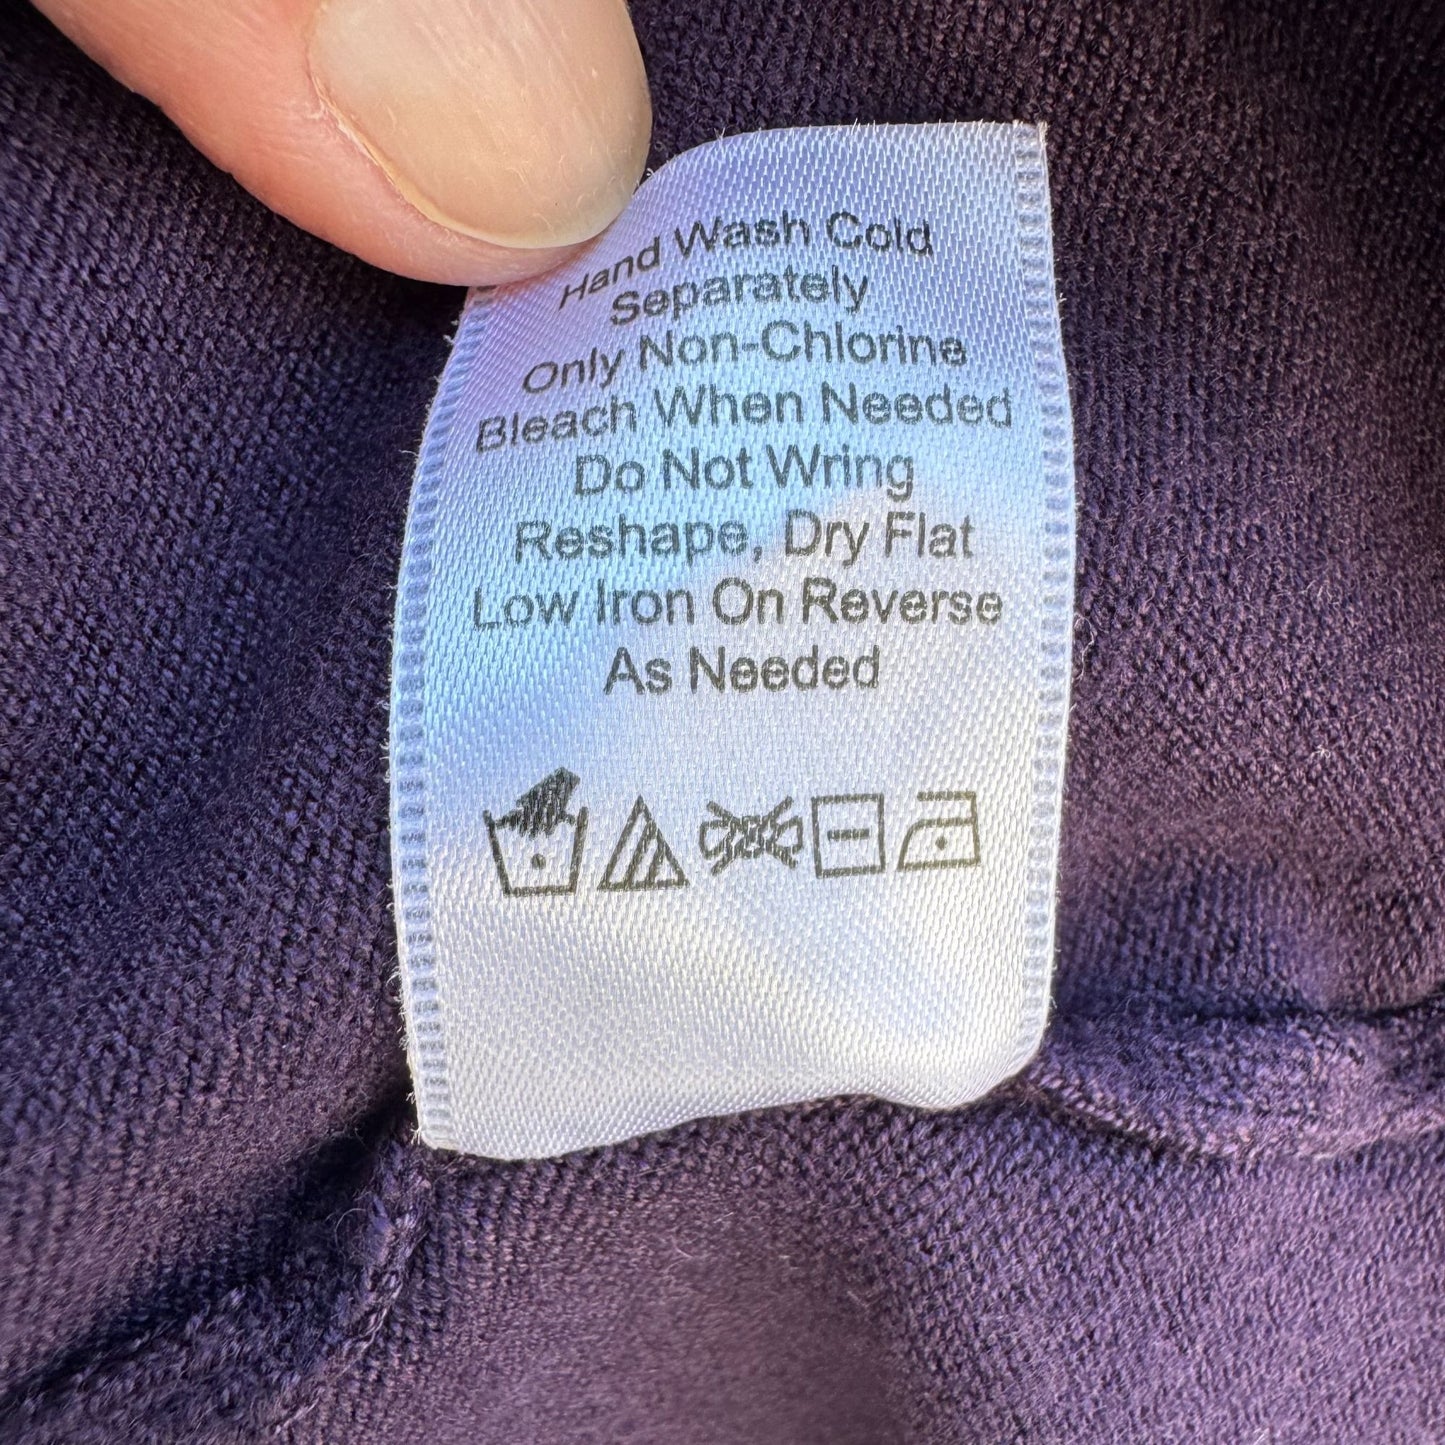 Hand Wash Cold
Separately
Only Non-Chlorine
Bleach When Needed
Do Not Wring
Reshape, Dry Flat
Low Iron On Reverse
As Needed